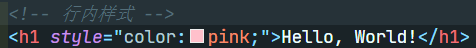 <!-- 行内样式 -->
<h1 style="color:pink;">Hello, World!</h1>